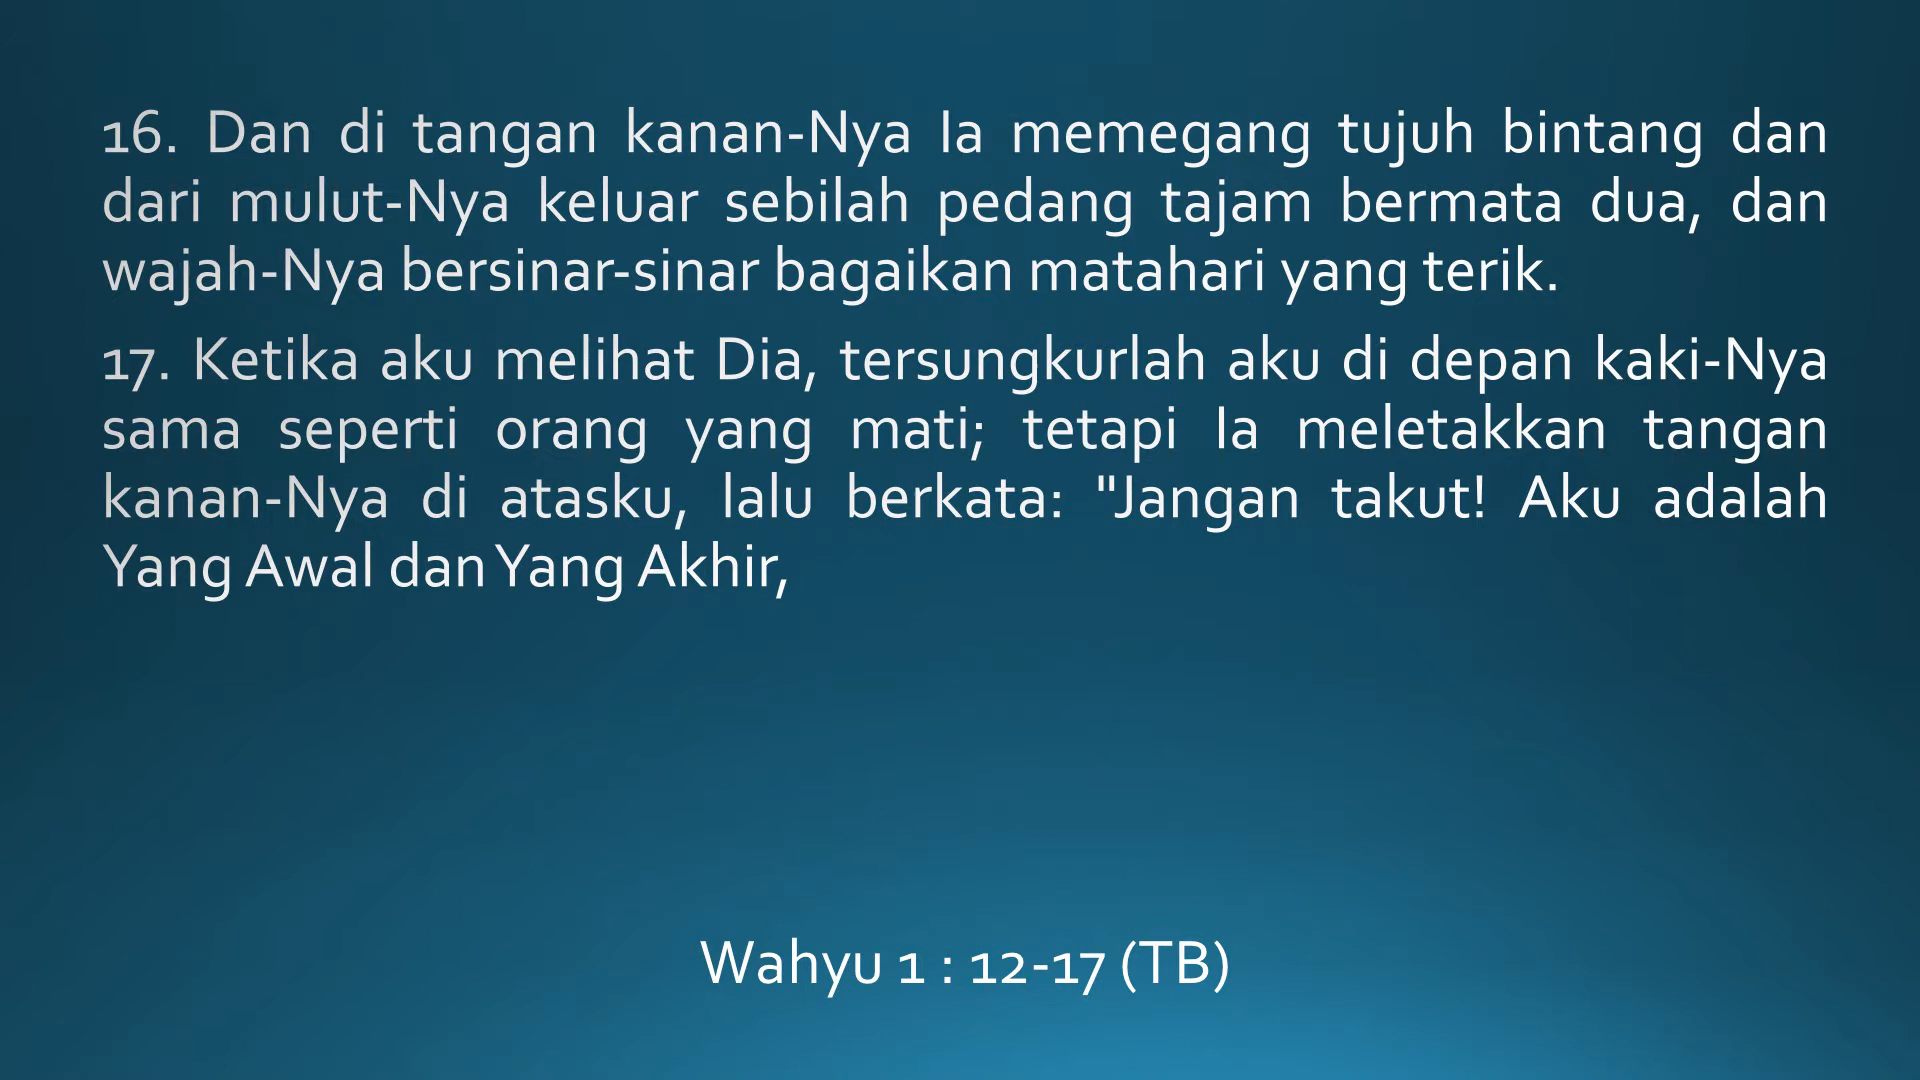 16. Dan di tangan kanan-Nya Ia memegang tujuh bintang dan
dari mulut-Nya keluar sebilah pedang tajam bermata dua, dan
wajah-Nya bersinar-sinar bagaikan matahari yang terik.
17. Ketika aku melihat Dia, tersungkurlah aku di depan kaki-Nya
sama seperti orang yang mati; tetapi Ia meletakkan tangan
kanan-Nya di atasku, lalu berkata: "Jangan takut! Aku adalah
Yang Awal dan Yang Akhir,
Wahyu 1 : 12-17 (TB)